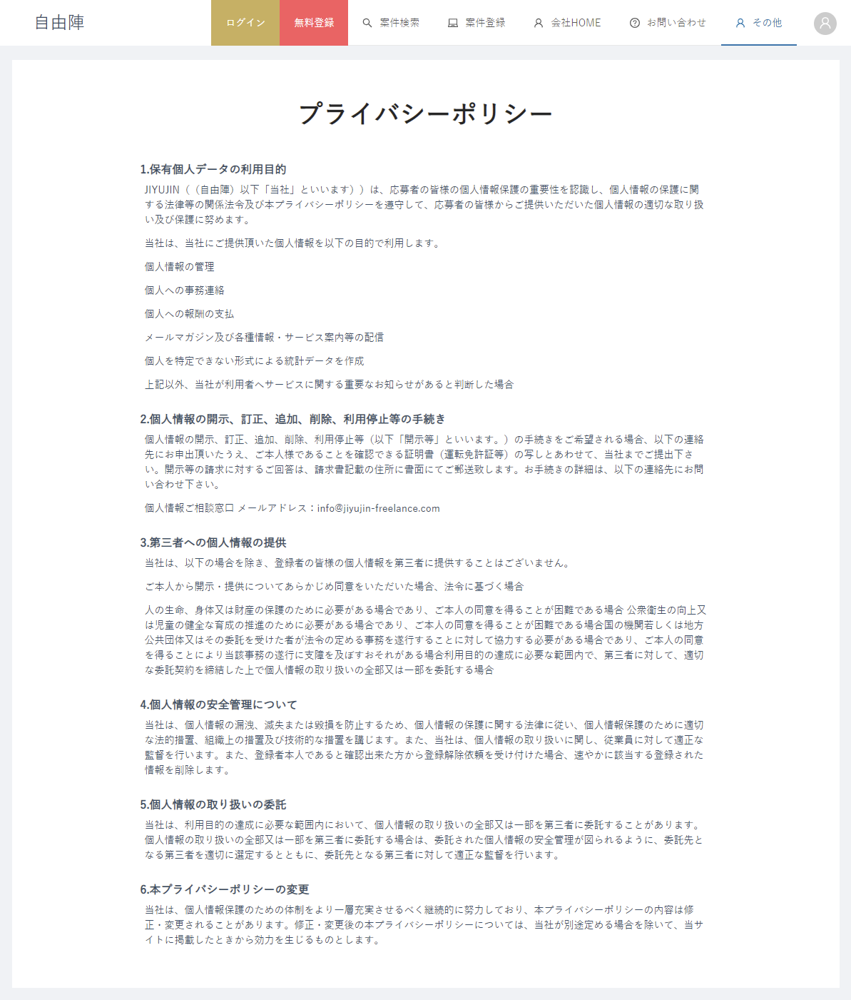 自由陣
ログイン
無料登録
案件検索
案件登録
会社HOME
お問い合わせ
その他
プライバシーポリシー
1.保有個人データの利用目的
JIYUJIN（（自由陣）以下「当社」といいます））は、応募者の皆様の個人情報保護の重要性を認識し、個人情報の保護に関
する法律等の関係法令及び本プライバシーポリシーを遵守して、応募者の皆様からご提供いただいた個人情報の適切な取り扱
い及び保護に努めます。
当社は、当社にご提供頂いた個人情報を以下の目的で利用します。
個人情報の管理
個人への事務連絡
個人への報酬の支払
メールマガジン及び各種情報・サービス案内等の配信
個人を特定できない形式による統計データを作成
上記以外、当社が利用者へサービスに関する重要なお知らせがあると判断した場合
2.個人情報の開示、訂正、追加、削除、利用停止等の手続き
個人情報の開示、訂正、追加、削除、利用停止等（以下「開示等」といいます。）の手続きをご希望される場合、以下の連絡
先にお申出頂いたうえ、ご本人様であることを確認できる証明書（運転免許証等）の写しとあわせて、当社までご提出下さ
い。開示等の請求に対するご回答は、請求書記載の住所に書面にてご郵送致します。お手続きの詳細は、以下の連絡先にお問
い合わせ下さい。
個人情報ご相談窓口 メールアドレス：info@jiyujin-freelance.com
3.第三者への個人情報の提供
当社は、以下の場合を除き、登録者の皆様の個人情報を第三者に提供することはございません。
ご本人から開示・提供についてあらかじめ同意をいただいた場合、法令に基づく場合
人の生命、身体又は財産の保護のために必要がある場合であり、ご本人の同意を得ることが困難である場合 公衆衛生の向上又
は児童の健全な育成の推進のために必要がある場合であり、ご本人の同意を得ることが困難である場合国の機関若しくは地方
公共団体又はその委託を受けた者が法令の定める事務を遂行することに対して協力する必要がある場合であり、ご本人の同意
を得ることにより当該事務の遂行に支障を及ぼすおそれがある場合利用目的の達成に必要な範囲内で、第三者に対して、適切
な委託契約を締結した上で個人情報の取り扱いの全部又は一部を委託する場合
4.個人情報の安全管理について
当社は、個人情報の漏洩、滅失または毀損を防止するため、個人情報の保護に関する法律に従い、個人情報保護のために適切
な法的措置、組織上の措置及び技術的な措置を講じます。また、当社は、個人情報の取り扱いに関し、従業員に対して適正な
監督を行います。また、登録者本人であると確認出来た方から登録解除依頼を受け付けた場合、速やかに該当する登録された
情報を削除します。
5.個人情報の取り扱いの委託
当社は、利用目的の達成に必要な範囲内において、個人情報の取り扱いの全部又は一部を第三者に委託することがあります。
個人情報の取り扱いの全部又は一部を第三者に委託する場合は、委託された個人情報の安全管理が図られるように、委託先と
なる第三者を適切に選定するとともに、委託先となる第三者に対して適正な監督を行います。
6.本プライバシーポリシーの変更
当社は、個人情報保護のための体制をより一層充実させるべく継続的に努力しており、本プライバシーポリシーの内容は修
正・変更されることがあります。修正・変更後の本プライバシーポリシーについては、当社が別途定める場合を除いて、当サ
イトに掲載したときから効力を生じるものとします。